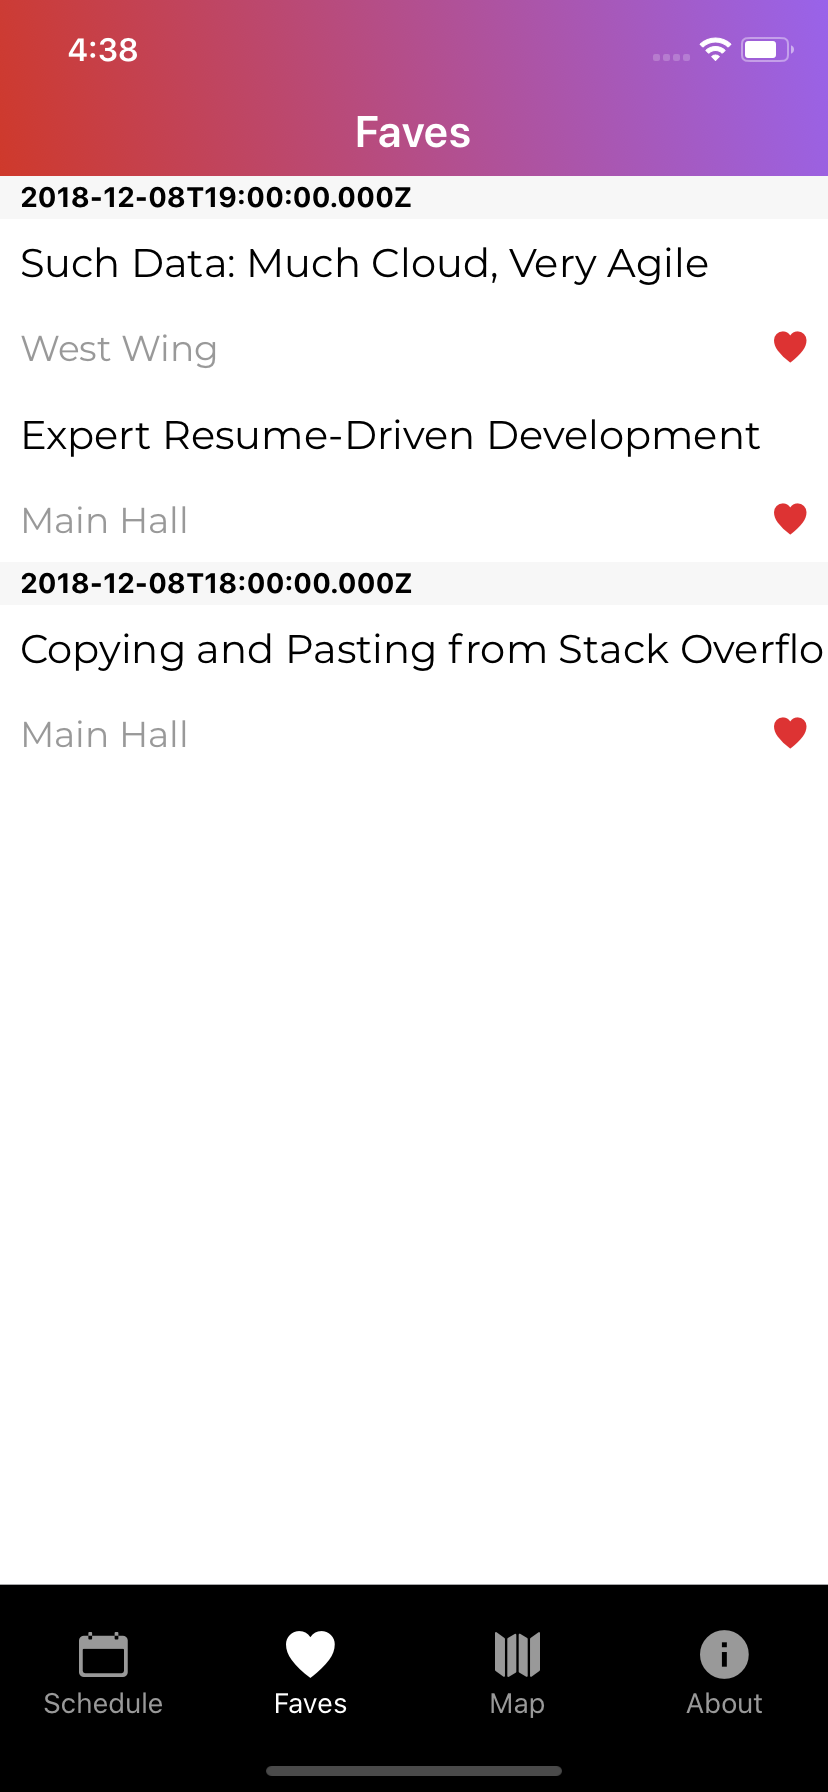 4:38
Faves
2018-12-08T19:00:00.000Z
Such Data: Much Cloud, Very Agile
West Wing
Expert Resume-Driven Development
Main Hall
2018-12-08T18:00:00.000Z
Copying and Pasting from Stack Overflo
Main Hall
Schedule
Faves
Map
About